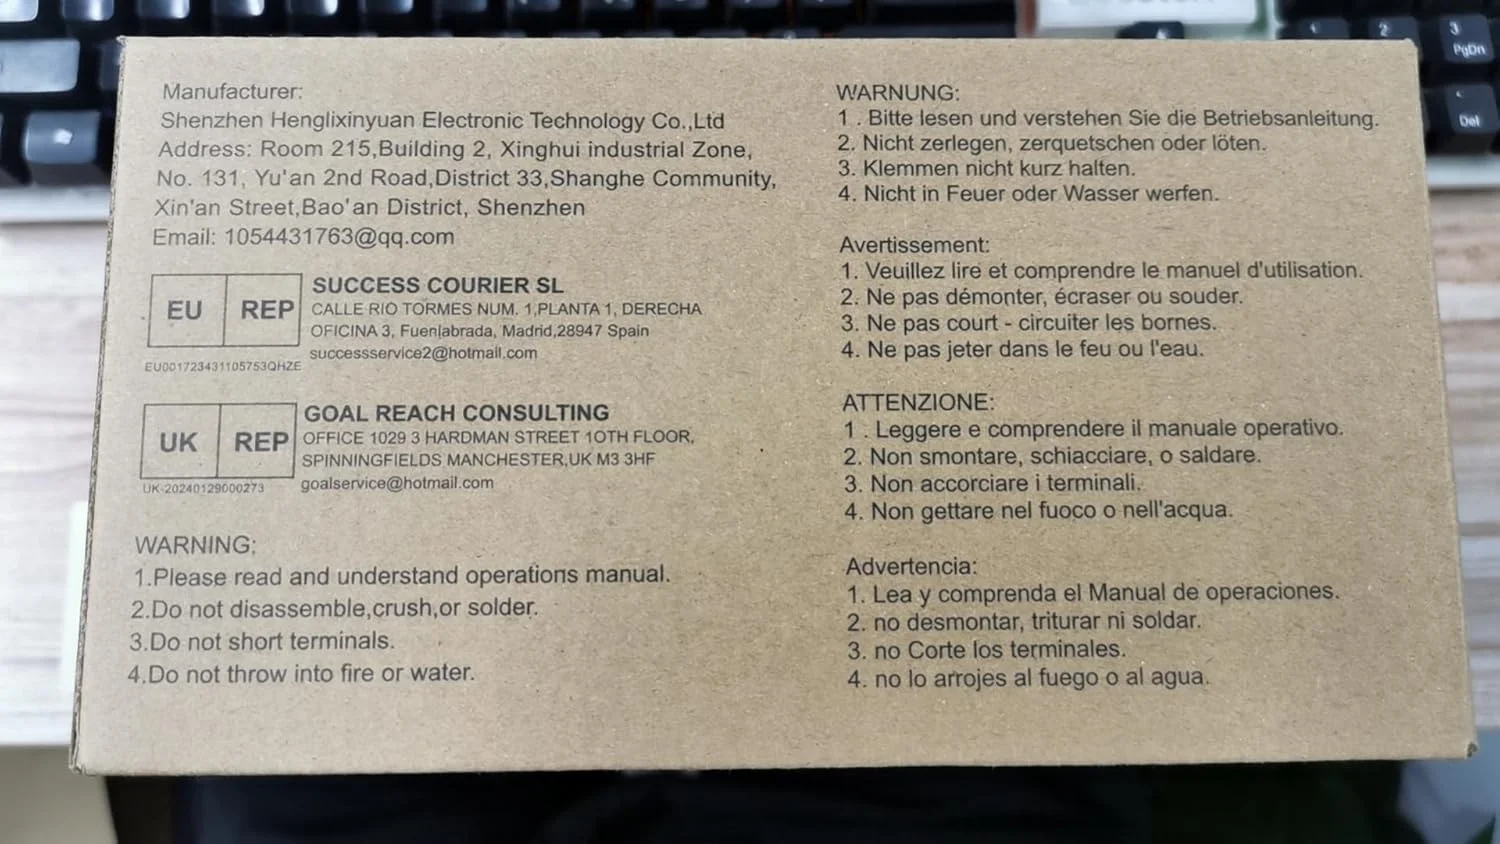 Manufacturer:
Shenzhen Henglixinyuan Electronic Technology Co.,Ltd
Address: Room 215,Building 2, Xinghui industrial Zone,
No. 131, Yu'an 2nd Road,District 33,Shanghe Community,
Xin'an Street,Bao'an District, Shenzhen
Email: 1054431763@qq.com
EU REP
EU001723431105753QHZE
SUCCESS COURIER SL
CALLE RIO TORMES NUM. 1,PLANTA 1, DERECHA
OFICINA 3, Fuenlabrada, Madrid,28947 Spain
successservice2@hotmail.com
UK REP
UK-20240129000273
GOAL REACH CONSULTING
OFFICE 1029 3 HARDMAN STREET 1OTH FLOOR,
SPINNINGFIELDS MANCHESTER,UK M3 3HF
goalservice@hotmail.com
WARNING:
1.Please read and understand operations manual.
2.Do not disassemble,crush,or solder.
3.Do not short terminals.
4.Do not throw into fire or water.
WARNUNG:
1 . Bitte lesen und verstehen Sie die Betriebsanleitung.
2. Nicht zerlegen, zerquetschen oder löten.
3. Klemmen nicht kurz halten.
4. Nicht in Feuer oder Wasser werfen.
Avertissement:
1. Veuillez lire et comprendre le manuel d'utilisation.
2. Ne pas démonter, écraser ou souder.
3. Ne pas court - circuiter les bornes.
4. Ne pas jeter dans le feu ou l'eau.
ATTENZIONE:
1 . Leggere e comprendere il manuale operativo.
2. Non smontare, schiacciare, o saldare.
3. Non accorciare i terminali.
4. Non gettare nel fuoco o nell'acqua.
Advertencia:
1. Lea y comprenda el Manual de operaciones.
2. no desmontar, triturar ni soldar.
3. no Corte los terminales.
4. no lo arrojes al fuego o al agua.
1
2
3
PgDn
Del